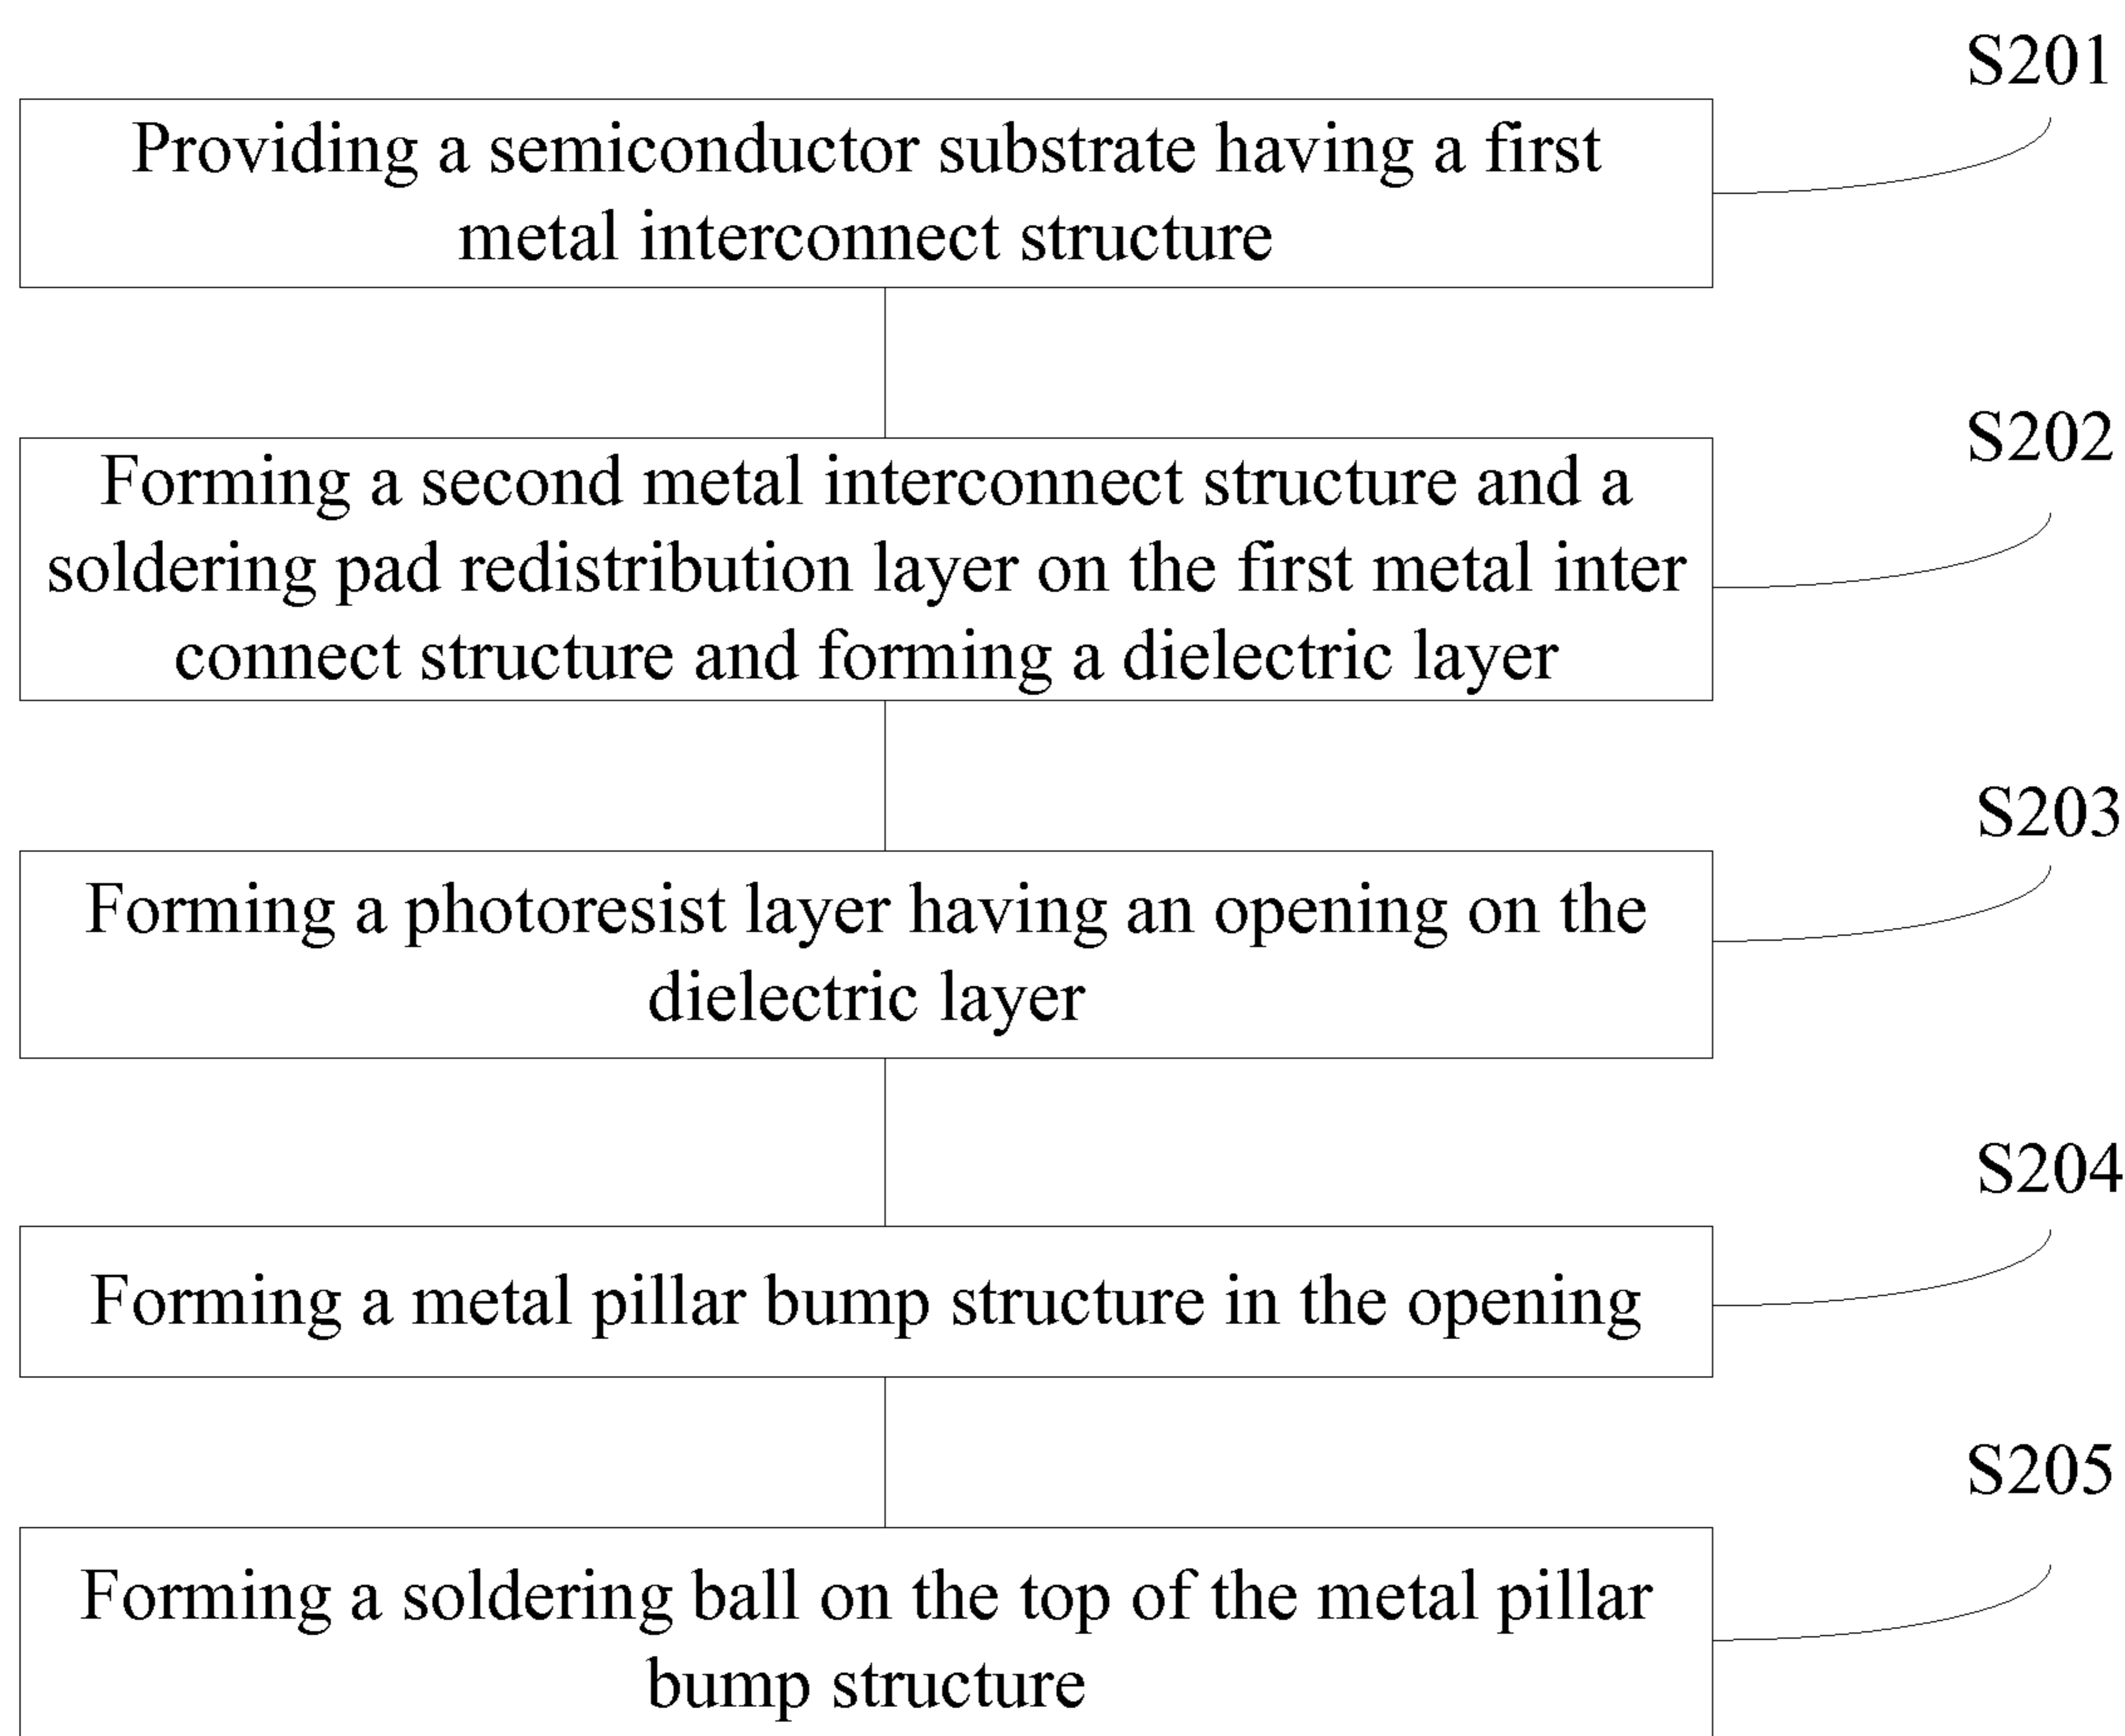 S201
Providing a semiconductor substrate having a first
metal interconnect structure
S202
Forming a second metal interconnect structure and a
soldering pad redistribution layer on the first metal inter
connect structure and forming a dielectric layer
S203
Forming a photoresist layer having an opening on the
dielectric layer
S204
Forming a metal pillar bump structure in the opening
S205
Forming a soldering ball on the top of the metal pillar
bump structure